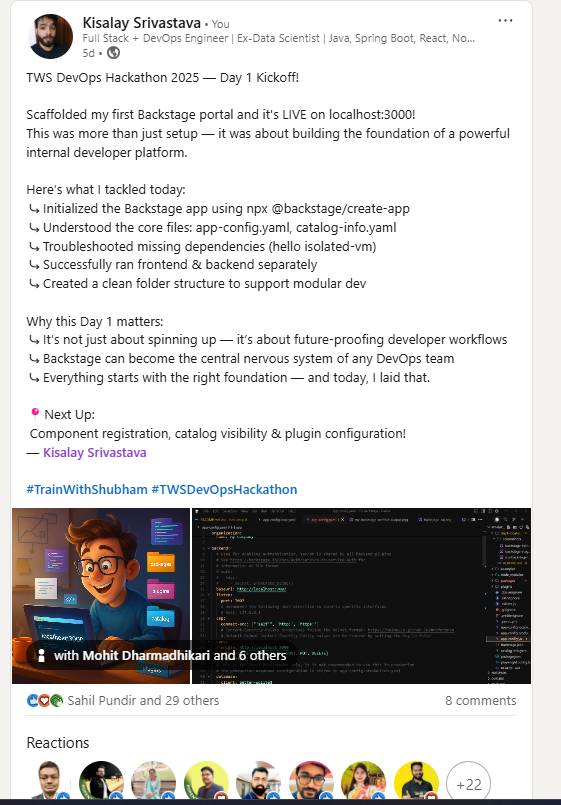 Kisalay Srivastava • You
Full Stack + DevOps Engineer | Ex-Data Scientist | Java, Spring Boot, React, No...
5d •
TWS DevOps Hackathon 2025 — Day 1 Kickoff!
Scaffolded my first Backstage portal and it's LIVE on localhost:3000!
This was more than just setup — it was about building the foundation of a powerful
internal developer platform.
Here's what I tackled today:
↳ Initialized the Backstage app using npx @backstage/create-app
↳ Understood the core files: app-config.yaml, catalog-info.yaml
↳ Troubleshooted missing dependencies (hello isolated-vm)
↳ Successfully ran frontend & backend separately
↳ Created a clean folder structure to support modular dev
Why this Day 1 matters:
↳ It's not just about spinning up — it's about future-proofing developer workflows
↳ Backstage can become the central nervous system of any DevOps team
↳ Everything starts with the right foundation — and today, I laid that.
📍 Next Up:
Component registration, catalog visibility & plugin configuration!
— Kisalay Srivastava
#TrainWithShubham #TWSDevOpsHackathon
packages
plugins
catalog
backend:
with Mohit Dharmadhikari and 6 others
Sahil Pundir and 29 others
8 comments
Reactions
+22